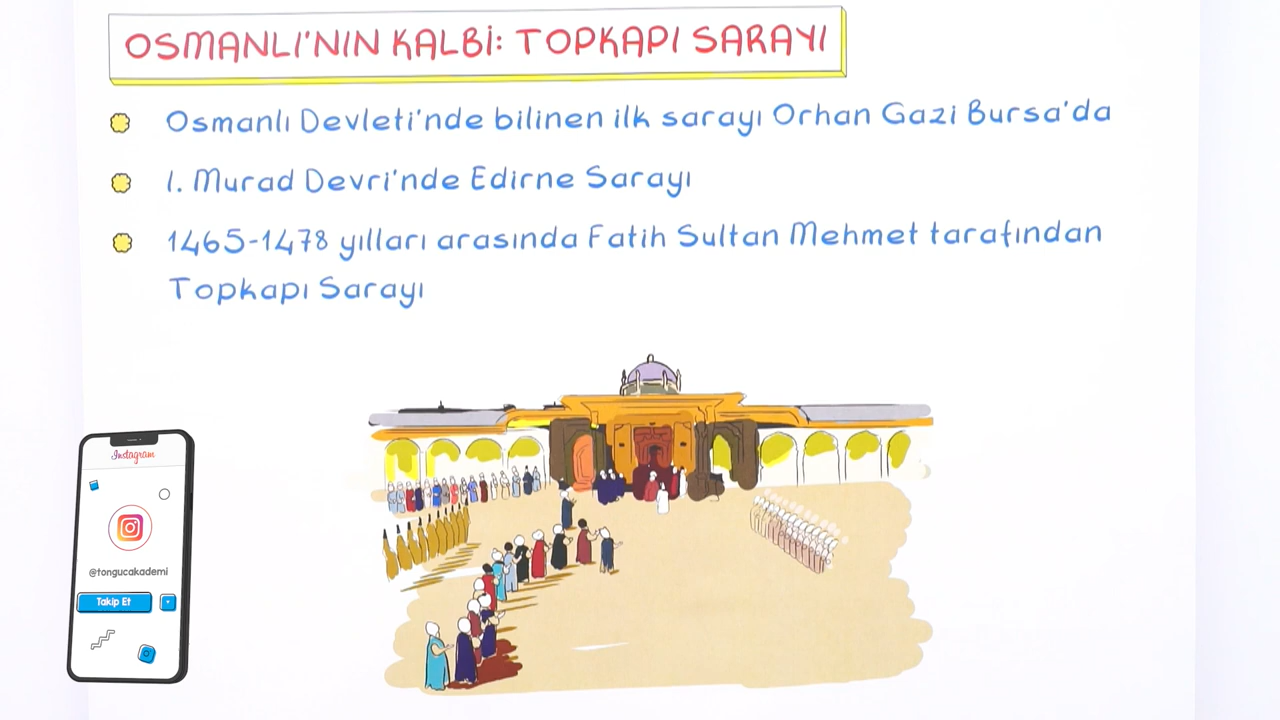 OSMANLI'NIN KALBİ: TOPKAPI SARAYI
Osmanlı Devleti'nde bilinen ilk sarayı Orhan Gazi Bursa'da
I. Murad Devri'nde Edirne Sarayı
1465-1478 yılları arasında Fatih Sultan Mehmet tarafından
Topkapı Sarayı
Instagram
@tongucakademi
Takip Et